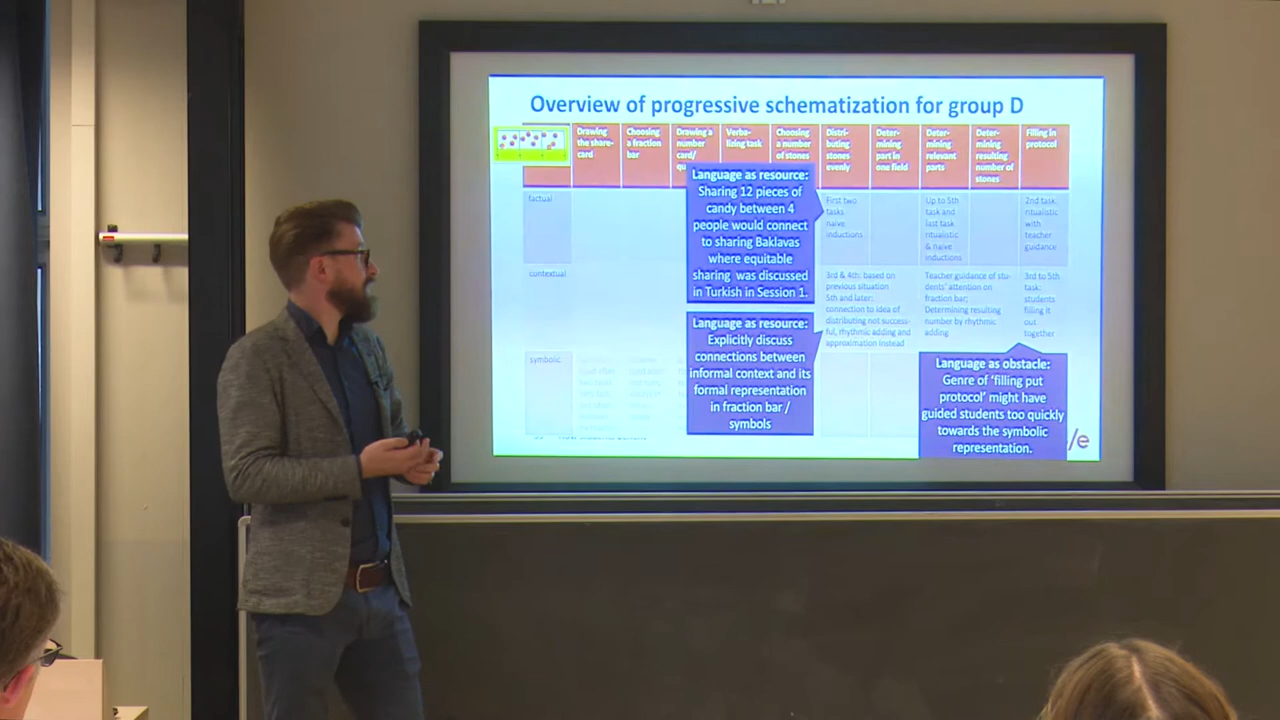 Overview of progressive schematization for group D
Drawing
the share-
card
Choosing
a fraction
bar
Drawing a
number
card/
qu
Verba-
lizing task
Choosing
a number
of stones
Distri-
buting
stones
evenly
Deter-
mining
part in
one field
Deter-
mining
relevant
parts
Deter-
mining
resulting
number of
stones
Filling in
protocol
factual
Language as resource:
Sharing 12 pieces of
candy between 4
people would connect
to sharing Baklavas
where equitable
sharing was discussed
in Turkish in Session 1.
First two
tasks
naive
inductions
Up to 5th
task and
last task
ritualistic
& naive
inductions
2nd task
ritualistic
with
teacher
guidance
contextual
3rd & 4th: based on
previous situation
5th and later:
connection to idea of
distributing not success-
ful, rhythmic adding and
approximation instead
Teacher guidance of stu-
dents' attention on
fraction bar;
Determining resulting
number by rhythmic
adding
3rd to 5th
task:
students
filling it
out
together
symbolic
Language as resource:
Explicitly discuss
connections between
informal context and its
formal representation
in fraction bar /
symbols
Language as obstacle:
Genre of 'filling put
protocol' might have
guided students too quickly
towards the symbolic
representation.
/e